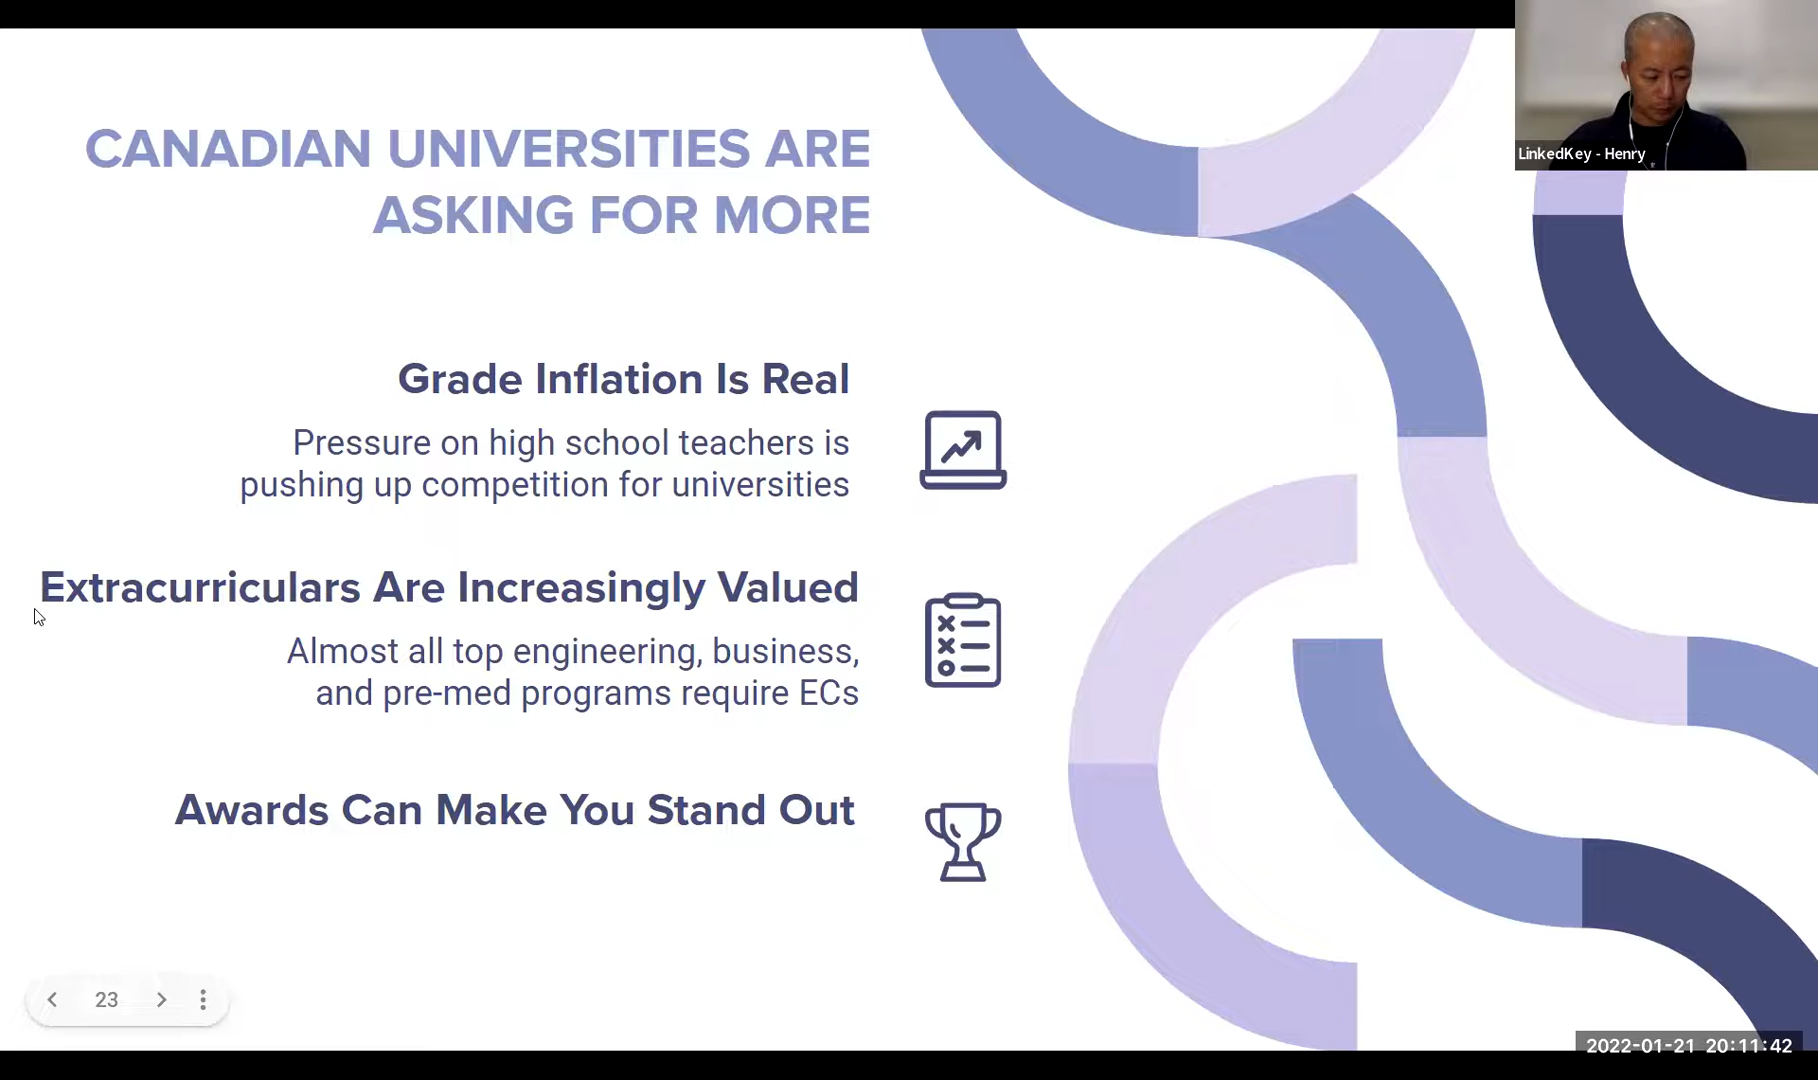 CANADIAN UNIVERSITIES ARE
ASKING FOR MORE
LinkedKey - Henry
Grade Inflation Is Real
Pressure on high school teachers is
pushing up competition for universities
Extracurriculars Are Increasingly Valued
Almost all top engineering, business,
and pre-med programs require ECs
Awards Can Make You Stand Out
23
2022-01-21 20:11:42